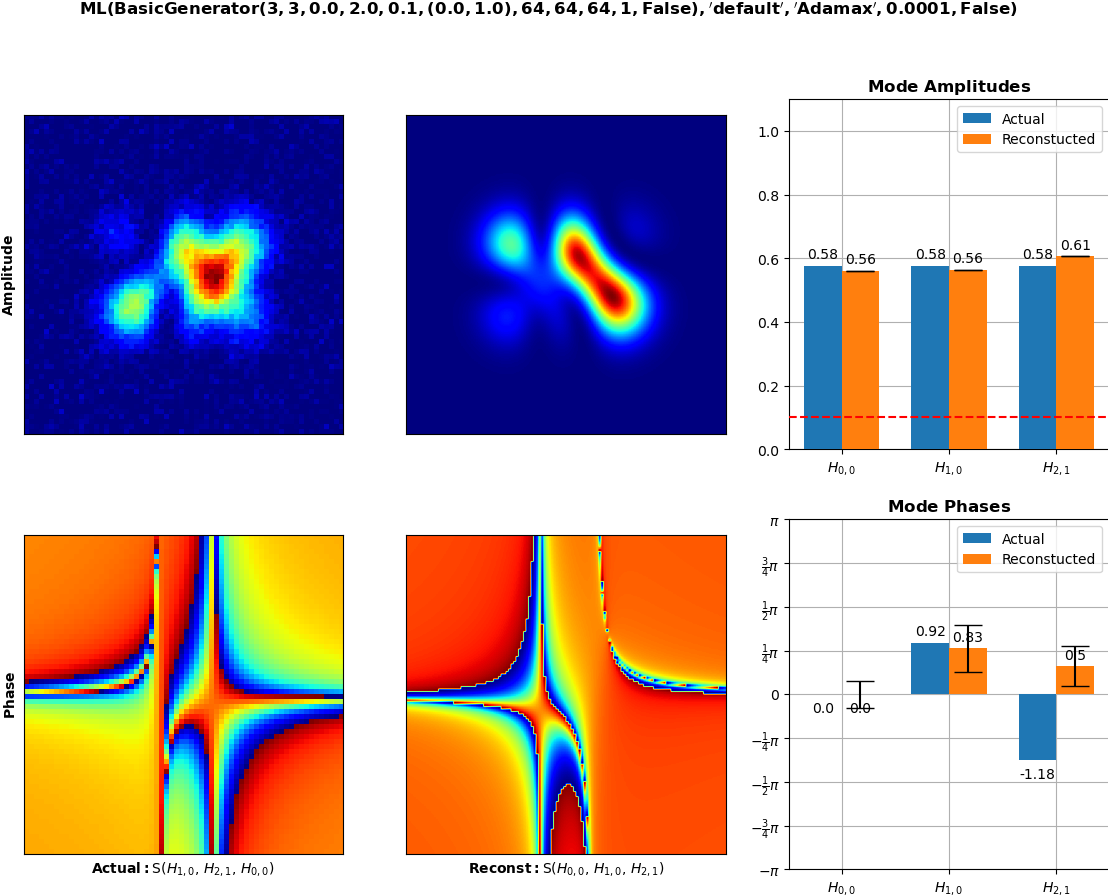 ML(BasicGenerator(3, 3, 0.0, 2.0, 0.1, (0.0, 1.0), 64, 64, 64, 1, False), ′default′, ′Adamax′, 0.0001, False)
Amplitude
Mode Amplitudes
Actual
Reconstucted
1.0
0.8
0.6
0.4
0.2
0.0
0.58 0.56 0.58 0.56 0.58 0.61
H0,0 H1,0 H2,1
Phase
Actual: S(H1,0, H2,1, H0,0)
Reconst: S(H0,0, H1,0, H2,1)
Mode Phases
Actual
Reconstucted
π
3/4π
1/2π
1/4π
0
−1/4π
−1/2π
−3/4π
−π
0.0 0.0 0.92 0.83 -1.18 0.5
H0,0 H1,0 H2,1